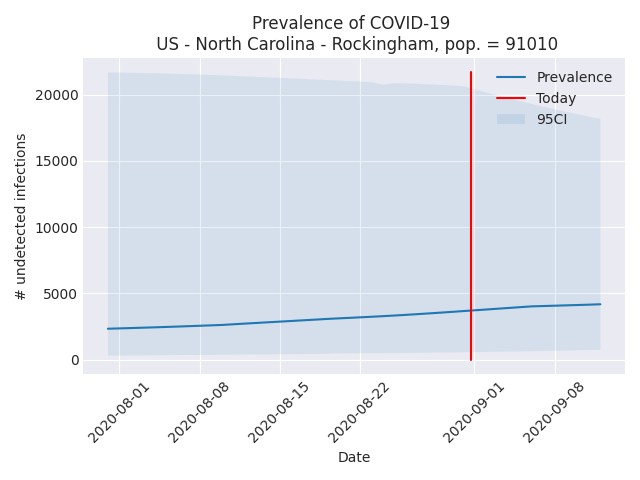 Prevalence of COVID-19
US - North Carolina - Rockingham, pop. = 91010
Prevalence
Today
95CI
# undetected infections
20000
15000
10000
5000
0
2020-08-01
2020-08-08
2020-08-15
2020-08-22
2020-09-01
2020-09-08
Date